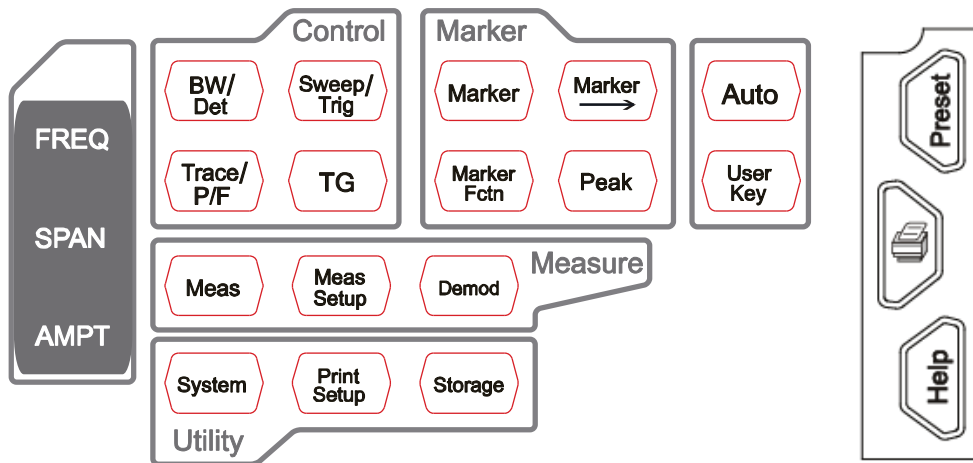 FREQ
SPAN
AMPT
Control
BW/
Det
Sweep/
Trig
Trace/
P/F
TG
Marker
Marker
Marker
Marker
Fctn
Peak
Auto
User
Key
Measure
Meas
Meas
Setup
Demod
System
Print
Setup
Storage
Utility
Preset
Help